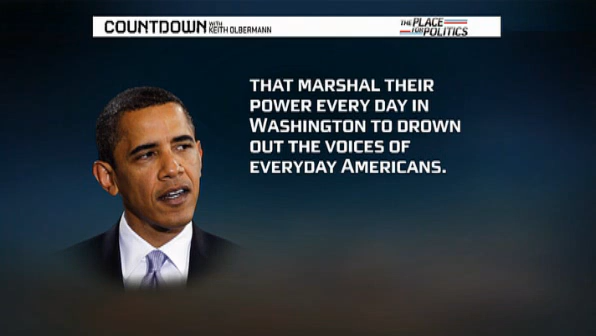 COUNTDOWN WITH KEITH OLBERMANN
THE PLACE FOR POLITICS
THAT MARSHAL THEIR
POWER EVERY DAY IN
WASHINGTON TO DROWN
OUT THE VOICES OF
EVERYDAY AMERICANS.